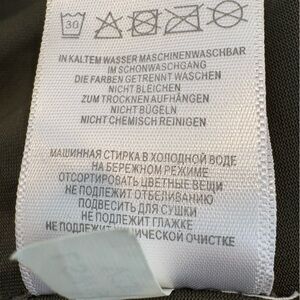 30
IN KALTEM WASSER MASCHINENWASCHBAR
IM SCHONWASCHGANG
DIE FARBEN GETRENNT WASCHEN
NICHT BLEICHEN
ZUM TROCKNEN AUFHÄNGEN
NICHT BÜGELN
NICHT CHEMISCH REINIGEN
МАШИННАЯ СТИРКА В ХОЛОДНОЙ ВОДЕ
НА БЕРЕЖНОМ РЕЖИМЕ
ОТСОРТИРОВАТЬ ЦВЕТНЫЕ ВЕЩИ
НЕ ПОДЛЕЖИТ ОТБЕЛИВАНИЮ
ПОДВЕСИТЬ ДЛЯ СУШКИ
НЕ ПОДЛЕЖИТ ГЛАЖКЕ
НЕ ОЧИСТКЕ